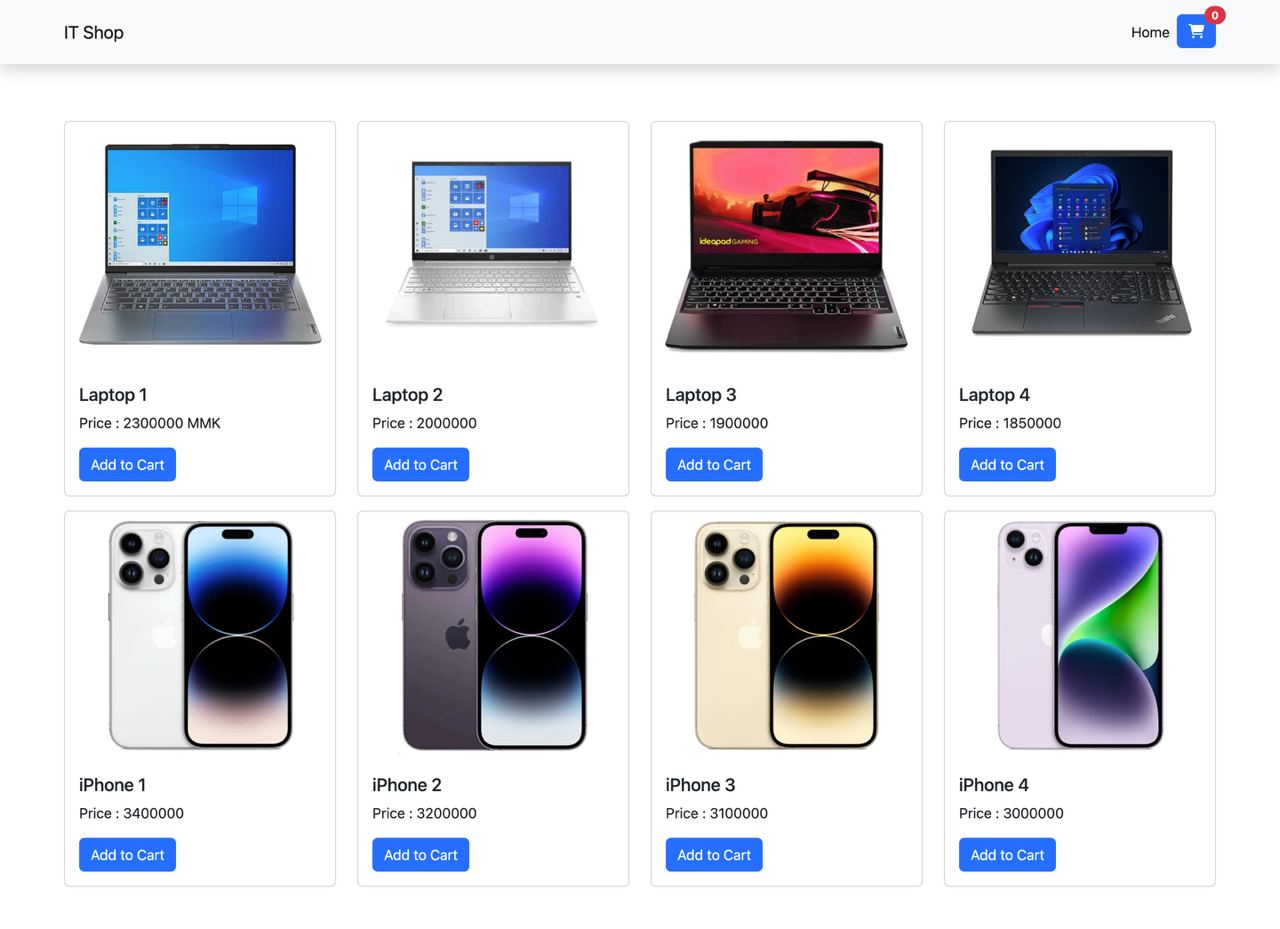 IT Shop
Home
0
ideapad GAMING
Laptop 1
Price : 2300000 MMK
Add to Cart
Laptop 2
Price : 2000000
Add to Cart
Laptop 3
Price : 1900000
Add to Cart
Laptop 4
Price : 1850000
Add to Cart
iPhone 1
Price : 3400000
Add to Cart
iPhone 2
Price : 3200000
Add to Cart
iPhone 3
Price : 3100000
Add to Cart
iPhone 4
Price : 3000000
Add to Cart